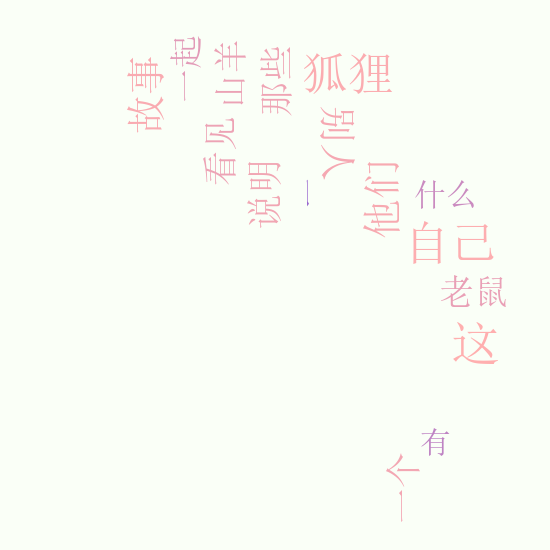 一起
山羊
那些
狐狸
故事
别人
看见
说明
他们
一
什么
自己
老鼠
这
有
一个